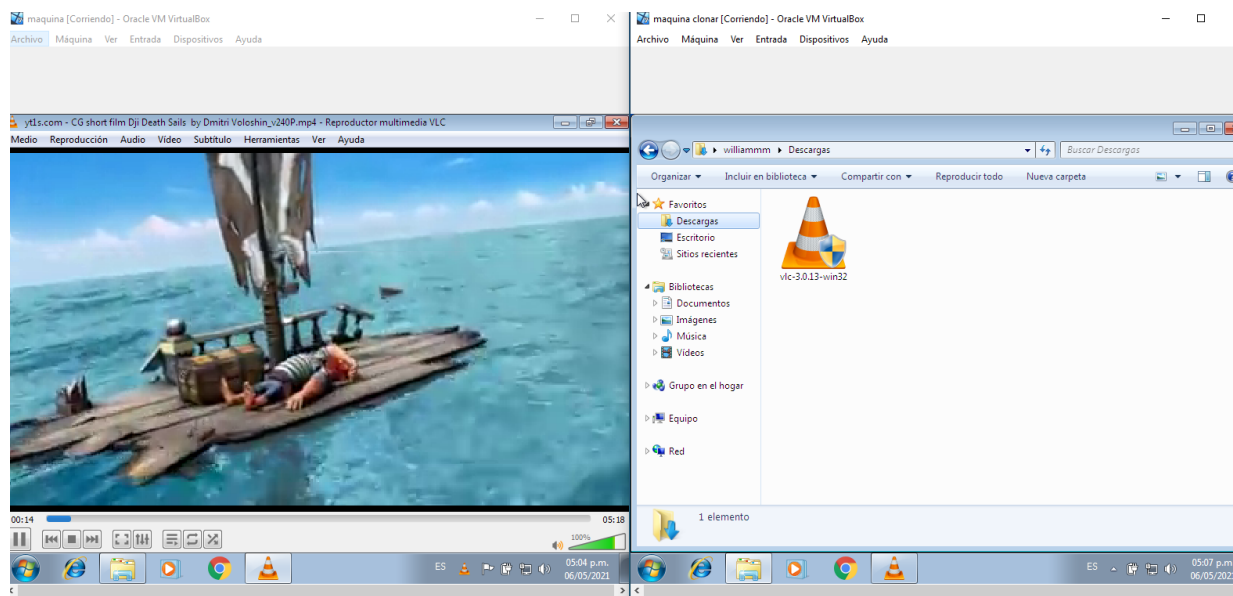 maquina [Corriendo] - Oracle VM VirtualBox
Archivo Máquina Ver Entrada Dispositivos Ayuda
yt1s.com - CG short film Dji Death Sails by Dmitri Voloshin_v240P.mp4 - Reproductor multimedia VLC
Medio Reproducción Audio Vídeo Subtítulo Herramientas Ver Ayuda
00:14
05:18
100%
ES
05:04 p.m.
06/05/2021
maquina clonar [Corriendo] - Oracle VM VirtualBox
Archivo Máquina Ver Entrada Dispositivos Ayuda
williammm Descargas
Buscar Descargas
Organizar Incluir en biblioteca Compartir con Reproducir todo Nueva carpeta
Favoritos
Descargas
Escritorio
Sitios recientes
Bibliotecas
Documentos
Imágenes
Música
Vídeos
Grupo en el hogar
Equipo
Red
vlc-3.0.13-win32
1 elemento
ES
05:07 p.m
06/05/202